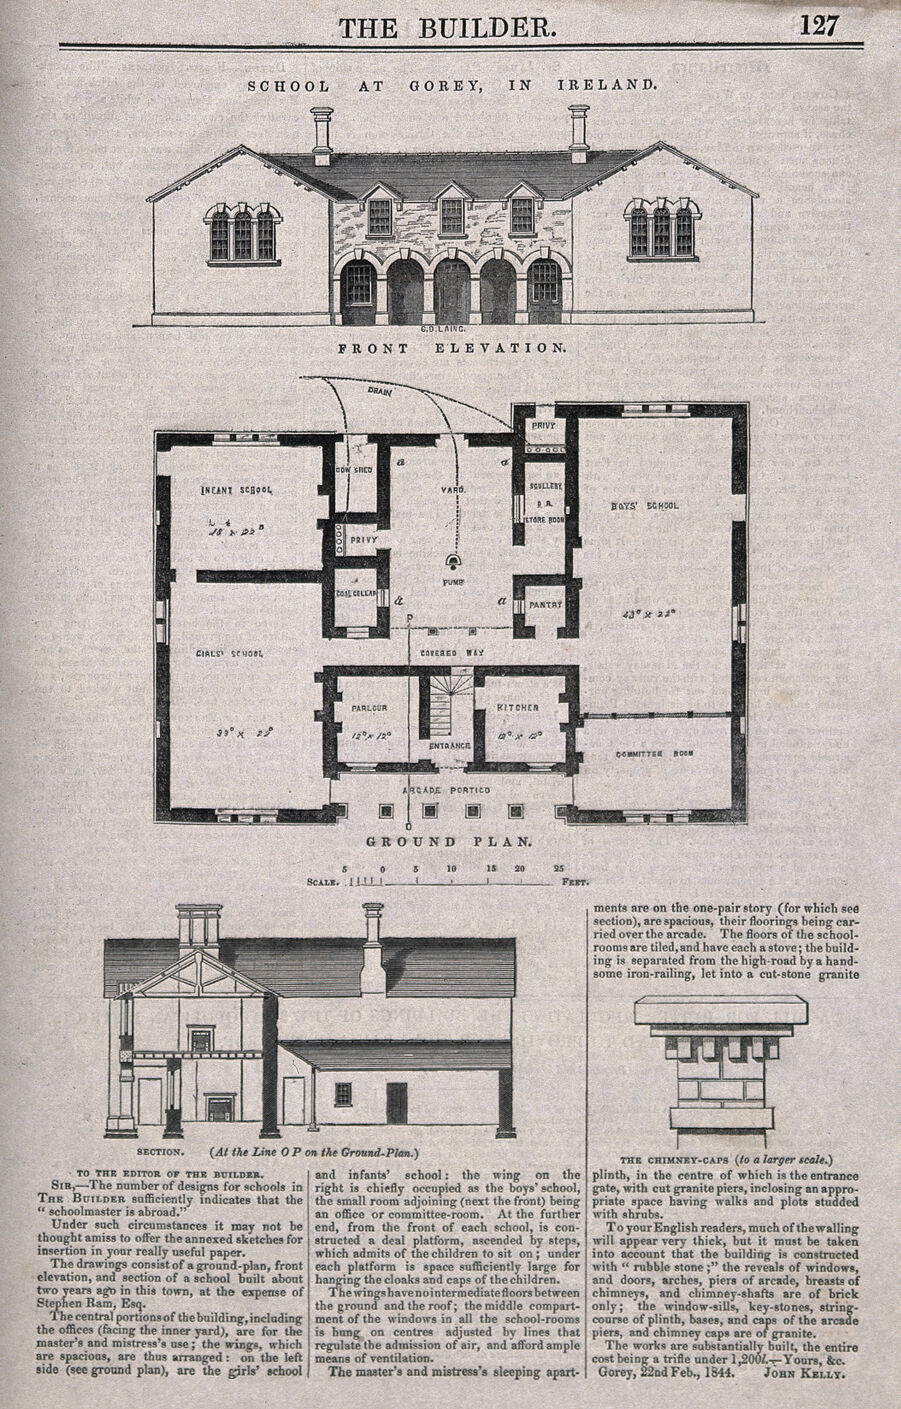 THE BUILDER.
127
SCHOOL AT GOREY, IN IRELAND.
G.D. LAING.
FRONT ELEVATION.
DRAIN
PRIVY
COW SHED
a
a
YARD.
SCULLERY
OR
STORE ROOM
INFANT SCHOOL
BOYS' SCHOOL
PRIVY
PUMP
COAL CELLAR
a
a
PANTRY
P
GIRLS' SCHOOL
COVERED WAY
PARLOUR
KITCHEN
ENTRANCE
COMMITTEE ROOM
ARCADE PORTICO
O
GROUND PLAN.
5 0 5 10 15 20 25
SCALE. FEET.
SECTION. (At the Line O P on the Ground-Plan.)
TO THE EDITOR OF THE BUILDER.
SIR,—The number of designs for schools in
THE BUILDER sufficiently indicates that the
“ schoolmaster is abroad.”
Under such circumstances it may not be
thought amiss to offer the annexed sketches for
insertion in your really useful paper.
The drawings consist of a ground-plan, front
elevation, and section of a school built about
two years ago in this town, at the expense of
Stephen Ram, Esq.
The central portions of the building, including
the offices (facing the inner yard), are for the
master's and mistress's use; the wings, which
are spacious, are thus arranged: on the left
side (see ground plan), are the girls' school
and infants' school: the wing on the
right is chiefly occupied as the boys' school,
the small room adjoining (next the front) being
an office or committee-room. At the further
end, from the front of each school, is con-
structed a deal platform, ascended by steps,
which admits of the children to sit on; under
each platform is space sufficiently large for
hanging the cloaks and caps of the children.
The wings have no intermediate floors between
the ground and the roof; the middle compart-
ment of the windows in all the school-rooms
is hung on centres adjusted by lines that
regulate the admission of air, and afford ample
means of ventilation.
The master's and mistress's sleeping apart-
ments are on the one-pair story (for which see
section), are spacious, their floorings being car-
ried over the arcade. The floors of the school-
rooms are tiled, and have each a stove; the build-
ing is separated from the high-road by a hand-
some iron-railing, let into a cut-stone granite
THE CHIMNEY-CAPS (to a larger scale.)
plinth, in the centre of which is the entrance
gate, with cut granite piers, inclosing an appro-
priate space having walks and plots studded
with shrubs.
To your English readers, much of the walling
will appear very thick, but it must be taken
into account that the building is constructed
with “ rubble stone;” the reveals of windows,
and doors, arches, piers of arcade, breasts of
chimneys, and chimney-shafts are of brick
only; the window-sills, key-stones, string-
course of plinth, bases, and caps of the arcade
piers, and chimney caps are of granite.
The works are substantially built, the entire
cost being a trifle under 1,200l.—Yours, &c.
Gorey, 22nd Feb., 1844. JOHN KELLY.